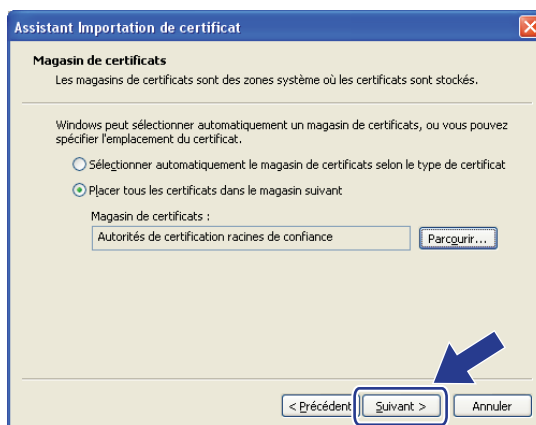 Assistant Importation de certificat
Magasin de certificats
Les magasins de certificats sont des zones système où les certificats sont stockés.
Windows peut sélectionner automatiquement un magasin de certificats, ou vous pouvez
spécifier l'emplacement du certificat.
Sélectionner automatiquement le magasin de certificats selon le type de certificat
Placer tous les certificats dans le magasin suivant
Magasin de certificats :
Autorités de certification racines de confiance
Parcourir...
< Précédent
Suivant >
Annuler